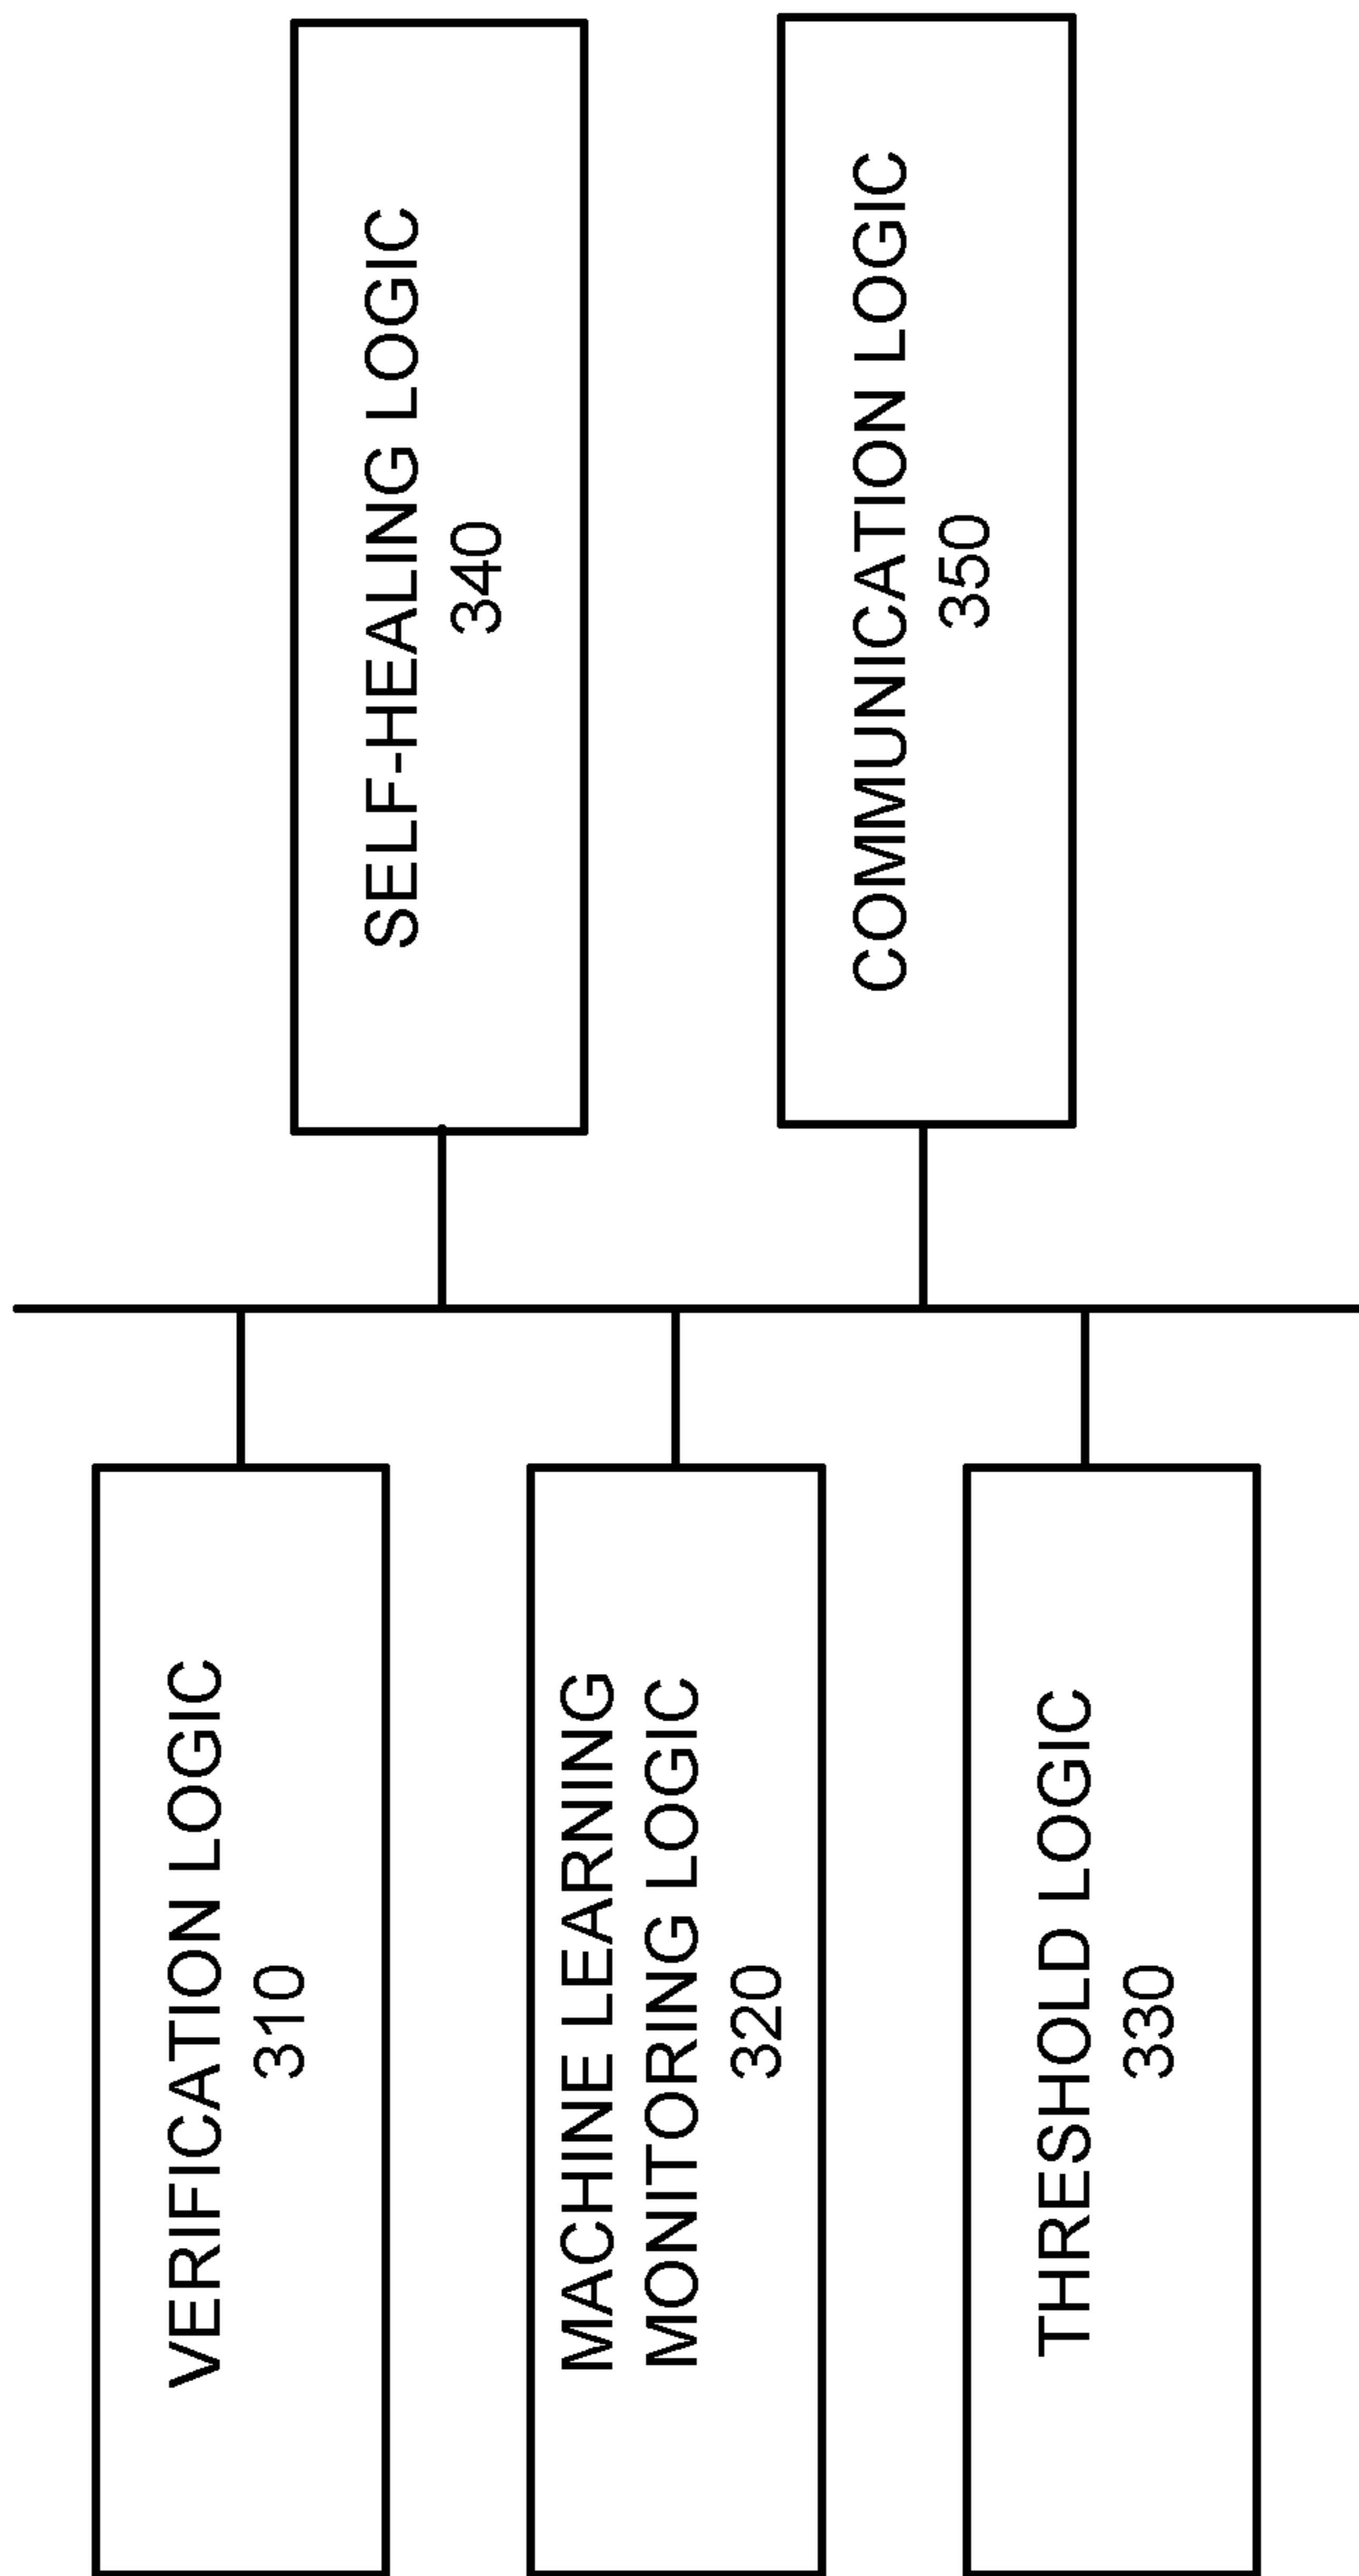 VERIFICATION LOGIC
310
MACHINE LEARNING
MONITORING LOGIC
320
THRESHOLD LOGIC
330
SELF-HEALING LOGIC
340
COMMUNICATION LOGIC
350